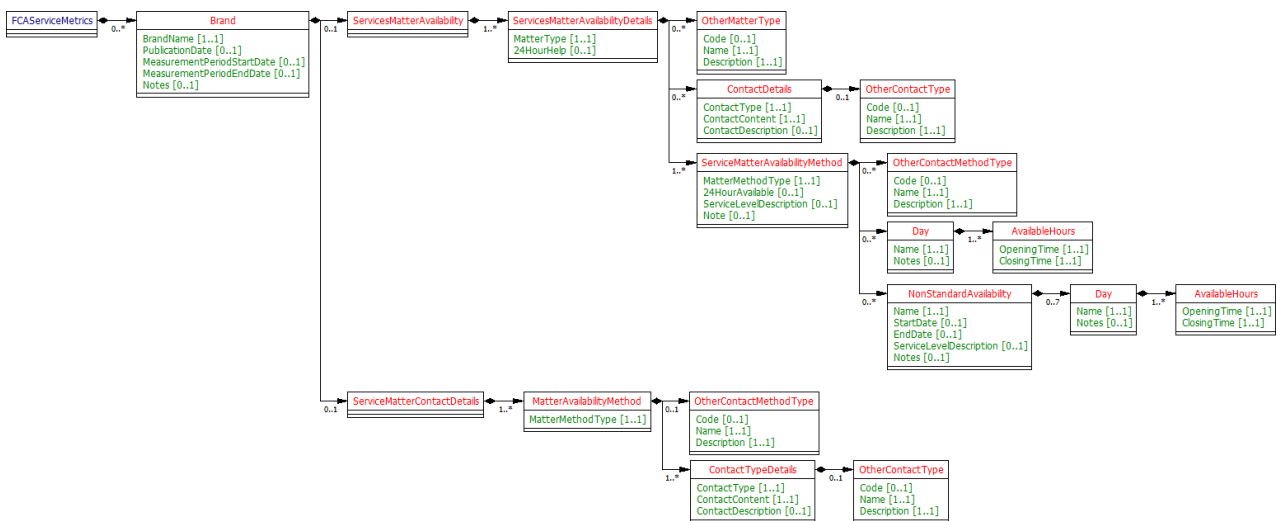 FCAServiceMetrics
0..*
Brand
BrandName [1..1]
PublicationDate [0..1]
MeasurementPeriodStartDate [0..1]
MeasurementPeriodEndDate [0..1]
Notes [0..1]
0..1
ServicesMatterAvailability
1..*
ServicesMatterAvailabilityDetails
MatterType [1..1]
24HourHelp [0..1]
0..*
OtherMatterType
Code [0..1]
Name [1..1]
Description [1..1]
0..*
ContactDetails
ContactType [1..1]
ContactContent [1..1]
ContactDescription [0..1]
0..1
OtherContactType
Code [0..1]
Name [1..1]
Description [1..1]
1..*
ServiceMatterAvailabilityMethod
MatterMethodType [1..1]
24HourAvailable [0..1]
ServiceLevelDescription [0..1]
Note [0..1]
0..*
OtherContactMethodType
Code [0..1]
Name [1..1]
Description [1..1]
0..*
Day
Name [1..1]
Notes [0..1]
1..*
AvailableHours
OpeningTime [1..1]
ClosingTime [1..1]
0..*
NonStandardAvailability
Name [1..1]
StartDate [0..1]
EndDate [0..1]
ServiceLevelDescription [0..1]
Notes [0..1]
0..7
Day
Name [1..1]
Notes [0..1]
1..*
AvailableHours
OpeningTime [1..1]
ClosingTime [1..1]
0..1
ServiceMatterContactDetails
1..*
MatterAvailabilityMethod
MatterMethodType [1..1]
0..1
OtherContactMethodType
Code [0..1]
Name [1..1]
Description [1..1]
1..*
ContactTypeDetails
ContactType [1..1]
ContactContent [1..1]
ContactDescription [0..1]
0..1
OtherContactType
Code [0..1]
Name [1..1]
Description [1..1]